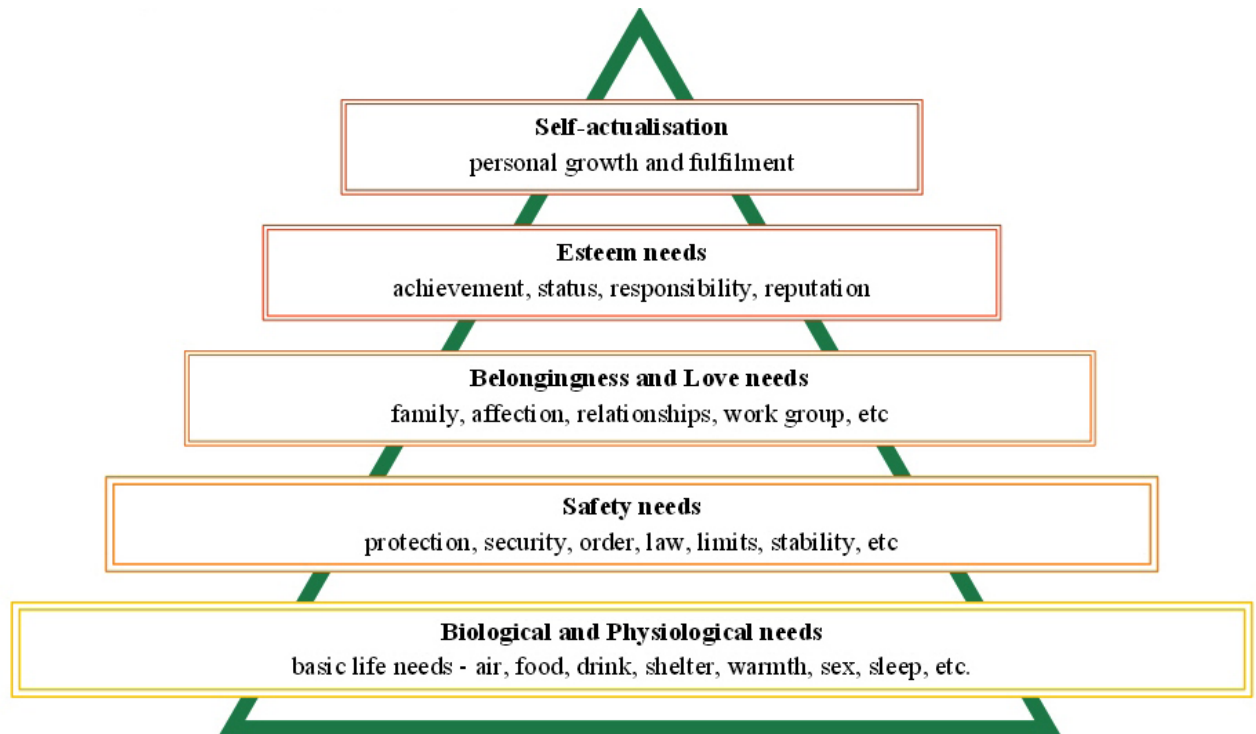 Self-actualisation
personal growth and fulfilment
Esteem needs
achievement, status, responsibility, reputation
Belongingness and Love needs
family, affection, relationships, work group, etc
Safety needs
protection, security, order, law, limits, stability, etc
Biological and Physiological needs
basic life needs - air, food, drink, shelter, warmth, sex, sleep, etc.